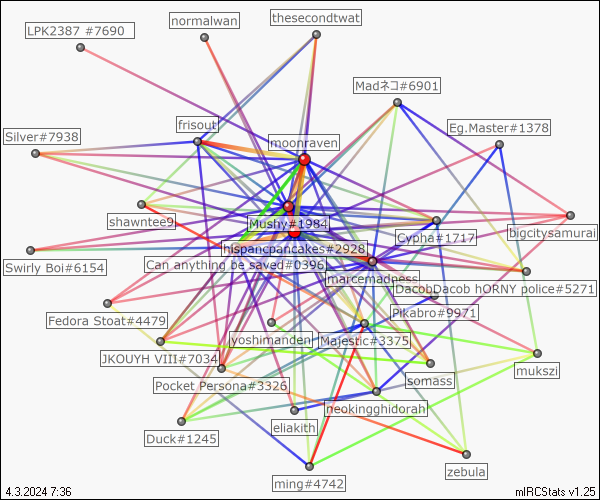 LPK2387 #7690
normalwan
thesecondtwat
Madネコ#6901
Eg.Master#1378
frisout
moonraven
Silver#7938
shawntee9
Mushy#1984
Cypha#1717
bigcitysamurai
hispancpancakes#2928
Can anything be saved#0396
Swirly Boi#6154
marcemadness
DacobDacob hORNY police#5271
Fedora Stoat#4479
Pikabro#9971
yoshimanden
Majestic#3375
JKOUYH VIII#7034
mukszi
Pocket Persona#3326
somass
neokingghidorah
eliakith
Duck#1245
zebula
ming#4742
4.3.2024 7:36
mIRCStats v1.25